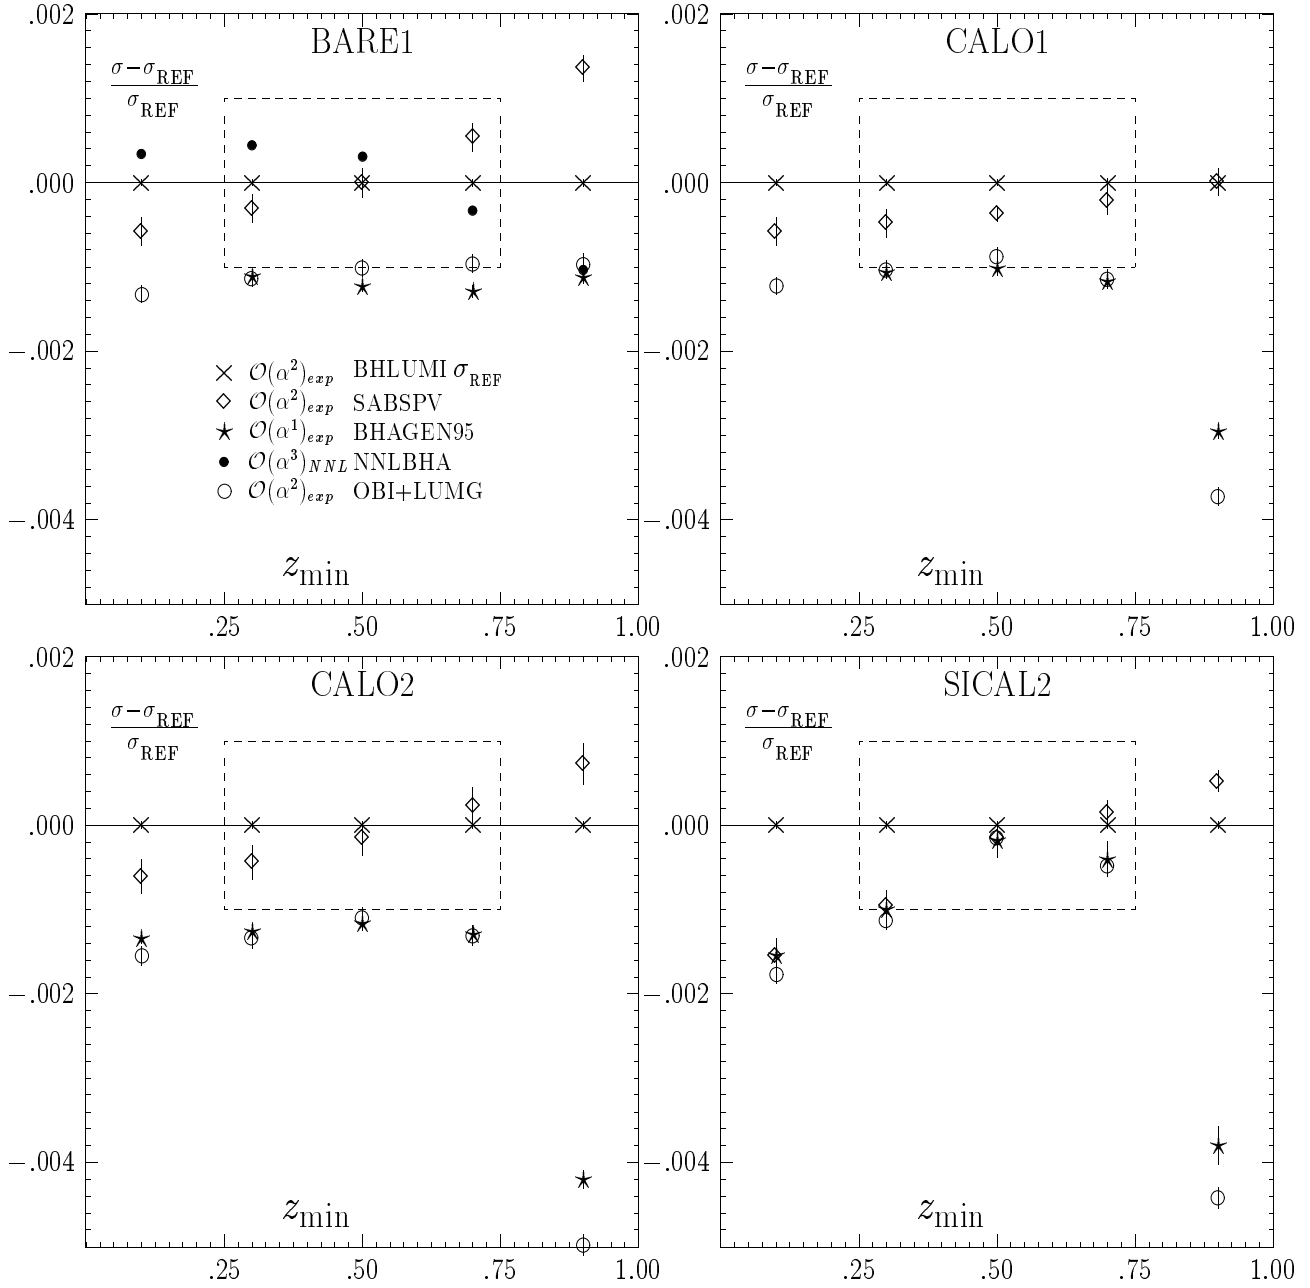 .002
BARE1
σ−σREF
σREF
.000
−.002
× 𝒪(α²)exp BHLUMI σREF
◇ 𝒪(α²)exp SABSPV
★ 𝒪(α¹)exp BHAGEN95
● 𝒪(α³)NNL NNLBHA
○ 𝒪(α²)exp OBI+LUMG
−.004
zmin
.25 .50 .75 1.00
.002
CALO1
σ−σREF
σREF
.000
−.002
−.004
zmin
.25 .50 .75 1.00
.002
CALO2
σ−σREF
σREF
.000
−.002
−.004
zmin
.25 .50 .75 1.00
.002
SICAL2
σ−σREF
σREF
.000
−.002
−.004
zmin
.25 .50 .75 1.00